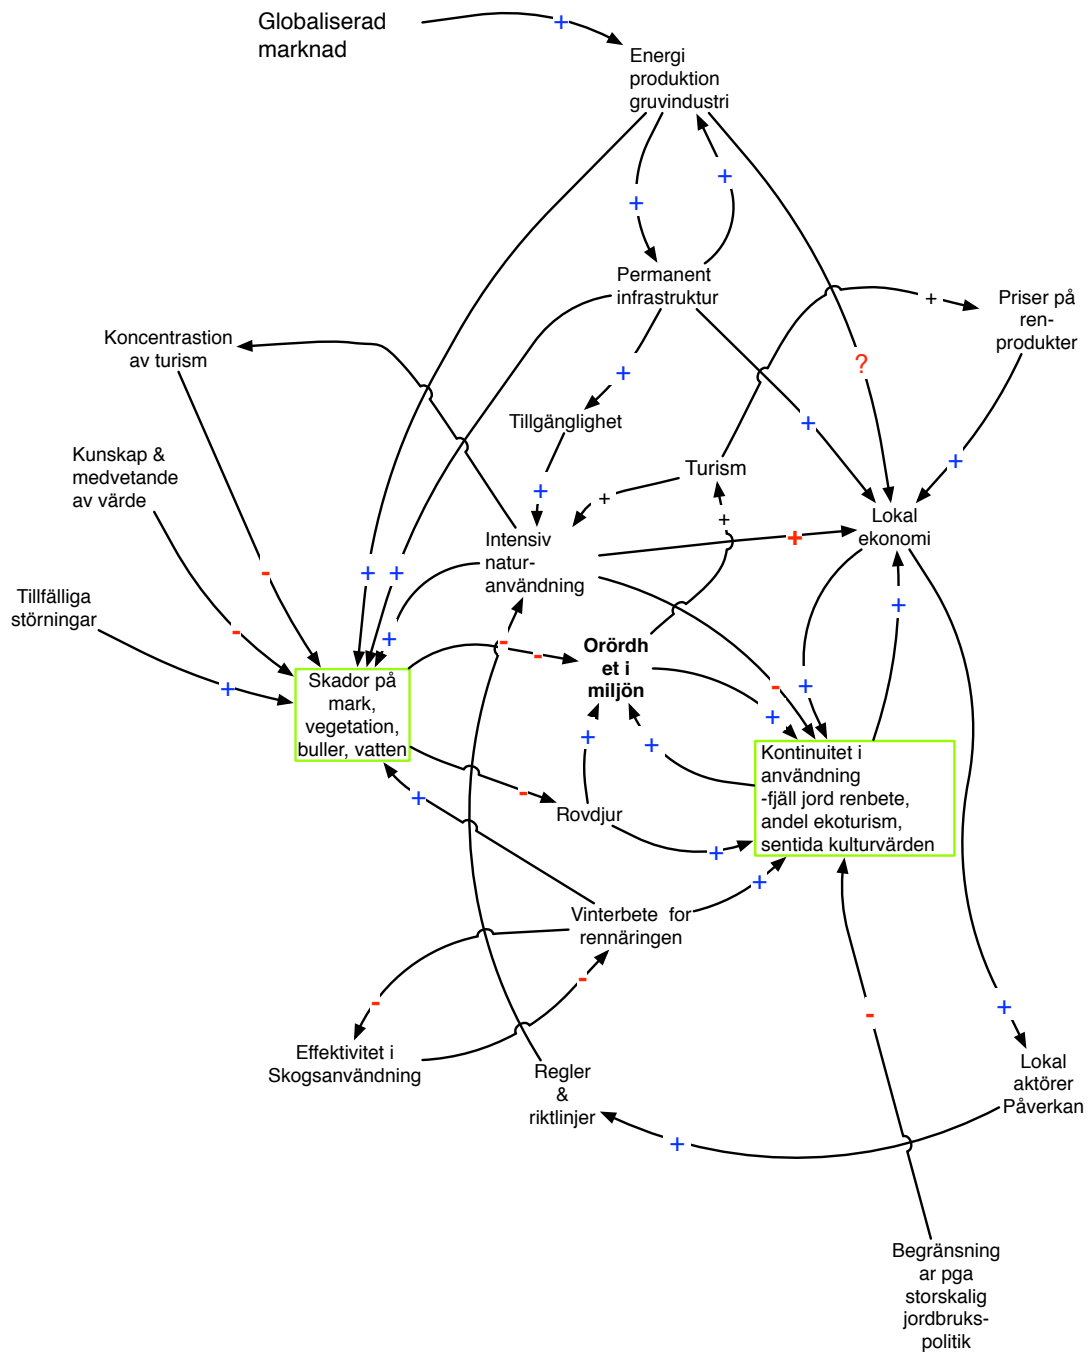 Globaliserad
marknad
+
Energi
produktion
gruvindustri
+
+
Permanent
infrastruktur
Priser på
ren-
produkter
+
Koncentrastion
av turism
?
+
Tillgänglighet
+
Kunskap &
medvetande
av värde
Turism
+
+
+
+
Lokal
ekonomi
Intensiv
natur-
användning
+
-
+
+
Tillfälliga
störningar
+
-
+
-
-
Orördh
et i
miljön
-
+
+
+
Skador på
mark,
vegetation,
buller, vatten
+
+
Kontinuitet i
användning
-fjäll jord renbete,
andel ekoturism,
sentida kulturvärden
-
+
Rovdjur
+
+
Vinterbete for
rennäringen
-
-
-
+
Effektivitet i
Skogsanvändning
Regler
&
riktlinjer
Lokal
aktörer
Påverkan
+
Begränsning
ar pga
storskalig
jordbruks-
politik